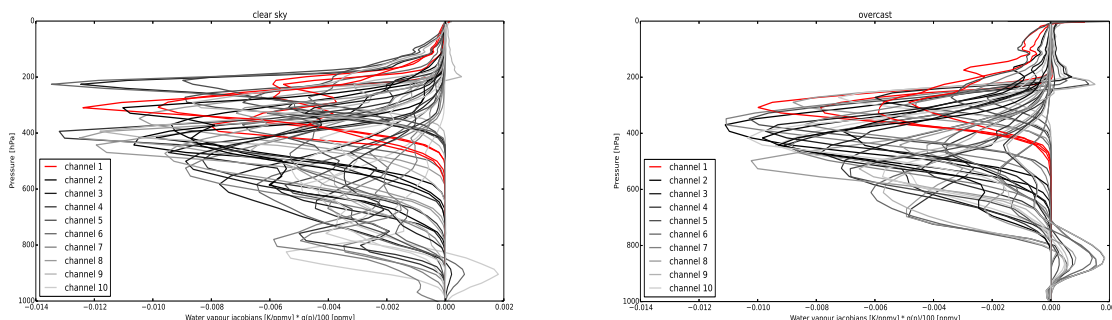 clear sky
0
200
400
600
800
1000
Pressure [hPa]
channel 1
channel 2
channel 3
channel 4
channel 5
channel 6
channel 7
channel 8
channel 9
channel 10
−0.014 −0.012 −0.010 −0.008 −0.006 −0.004 −0.002 0.000 0.002
Water vapour jacobians [K/ppmv] * q(p)/100 [ppmv]
overcast
0
200
400
600
800
1000
Pressure [hPa]
channel 1
channel 2
channel 3
channel 4
channel 5
channel 6
channel 7
channel 8
channel 9
channel 10
−0.014 −0.012 −0.010 −0.008 −0.006 −0.004 −0.002 0.000
Water vapour jacobians [K/ppmv] * q(p)/100 [ppmv]